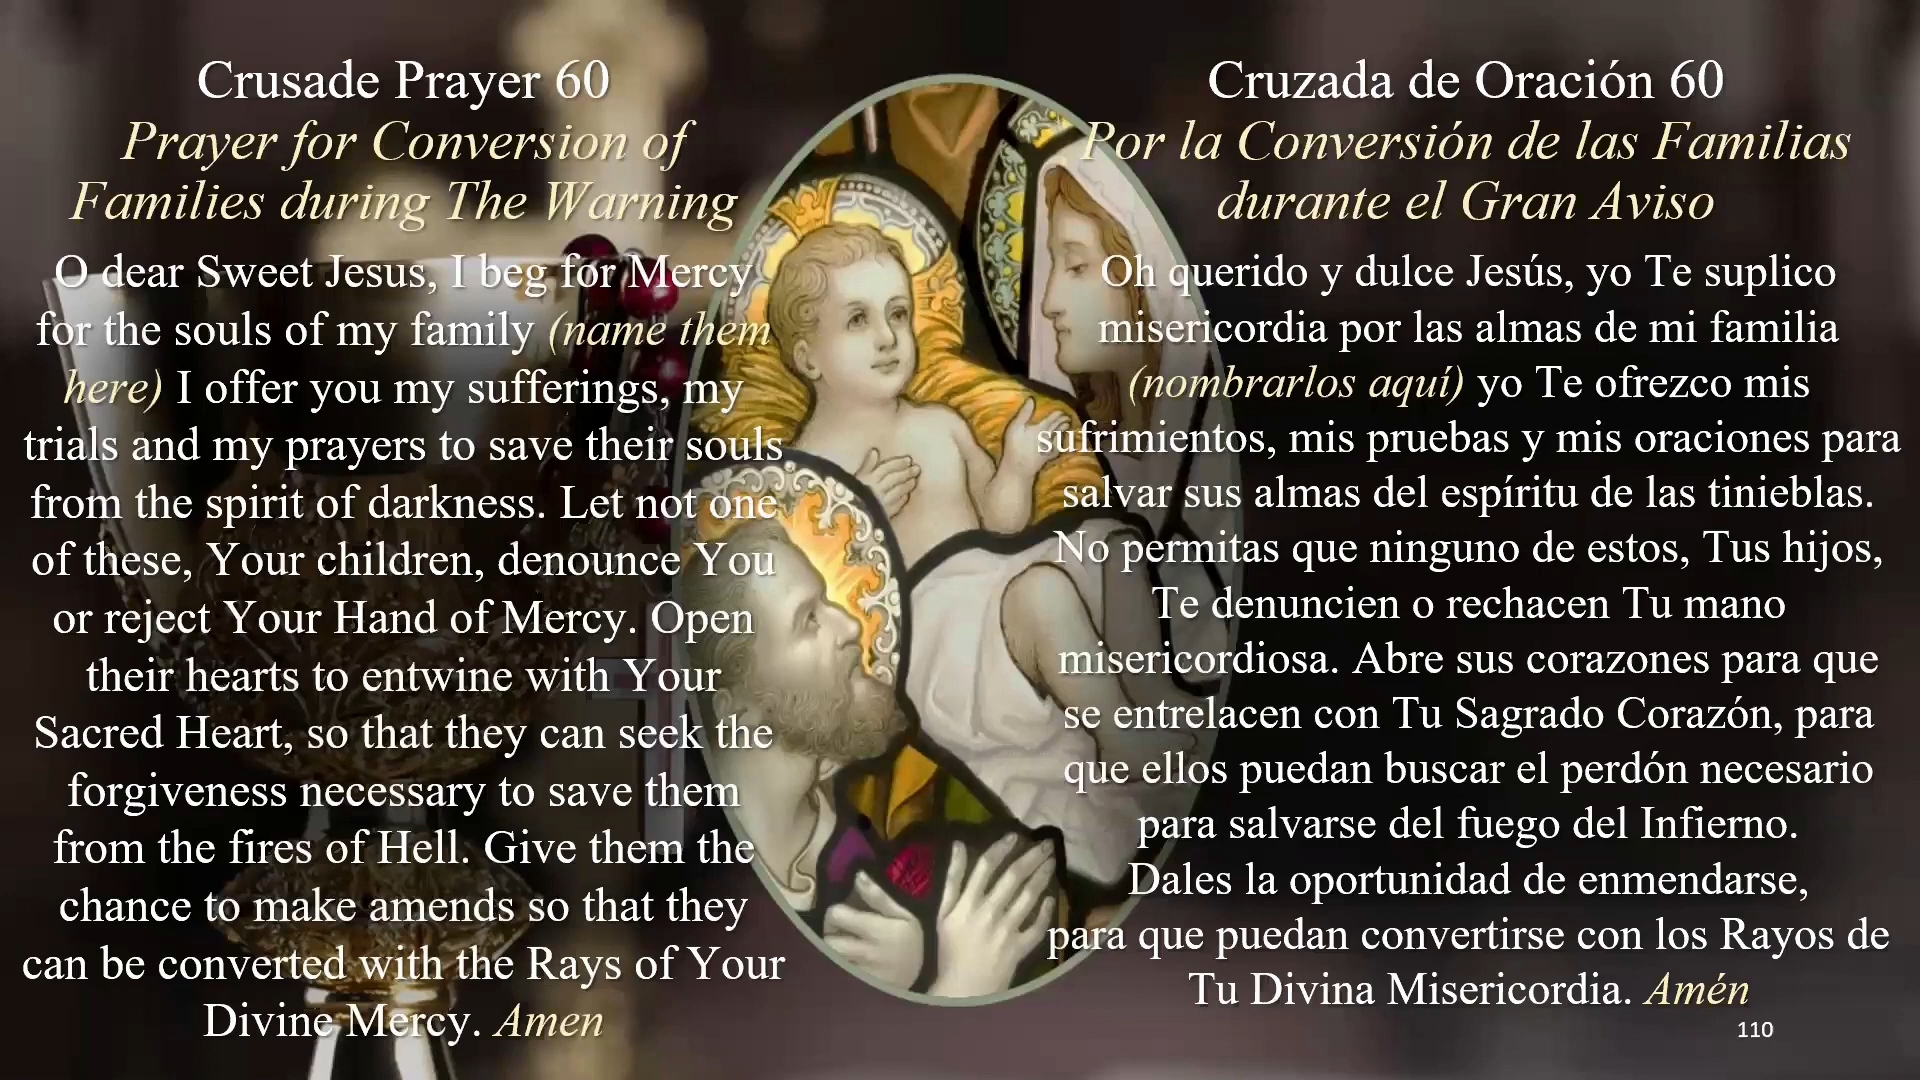 Crusade Prayer 60
Prayer for Conversion of
Families during The Warning
O dear Sweet Jesus, I beg for Mercy
for the souls of my family (name them
here) I offer you my sufferings, my
trials and my prayers to save their souls
from the spirit of darkness. Let not one
of these, Your children, denounce You
or reject Your Hand of Mercy. Open
their hearts to entwine with Your
Sacred Heart, so that they can seek the
forgiveness necessary to save them
from the fires of Hell. Give them the
chance to make amends so that they
can be converted with the Rays of Your
Divine Mercy. Amen
Cruzada de Oración 60
Por la Conversión de las Familias
durante el Gran Aviso
Oh querido y dulce Jesús, yo Te suplico
misericordia por las almas de mi familia
(nombrarlos aquí) yo Te ofrezco mis
sufrimientos, mis pruebas y mis oraciones para
salvar sus almas del espíritu de las tinieblas.
No permitas que ninguno de estos, Tus hijos,
Te denuncien o rechacen Tu mano
misericordiosa. Abre sus corazones para que
se entrelacen con Tu Sagrado Corazón, para
que ellos puedan buscar el perdón necesario
para salvarse del fuego del Infierno.
Dales la oportunidad de enmendarse,
para que puedan convertirse con los Rayos de
Tu Divina Misericordia. Amén
110